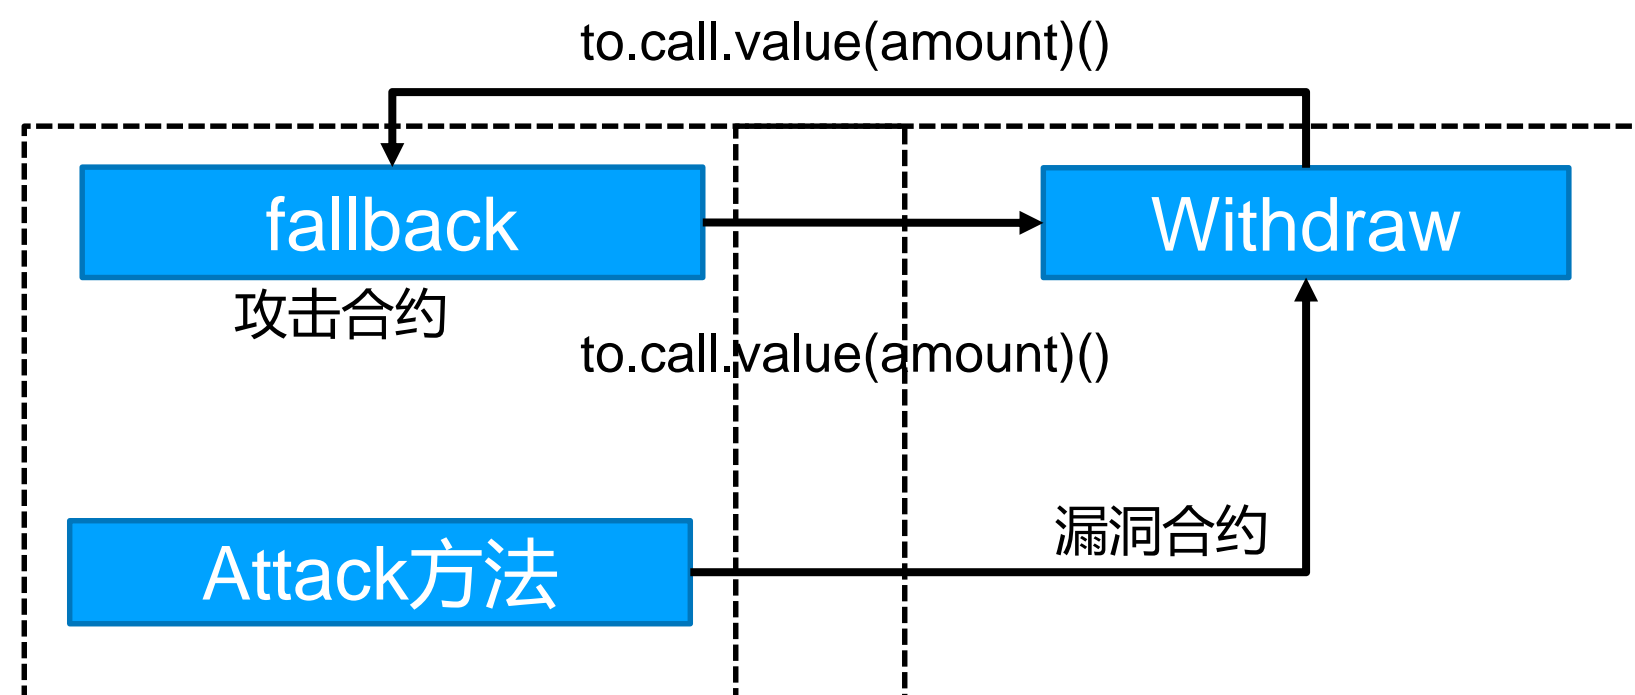 to.call.value(amount)()
fallback
Withdraw
攻击合约
to.call.value(amount)()
漏洞合约
Attack方法